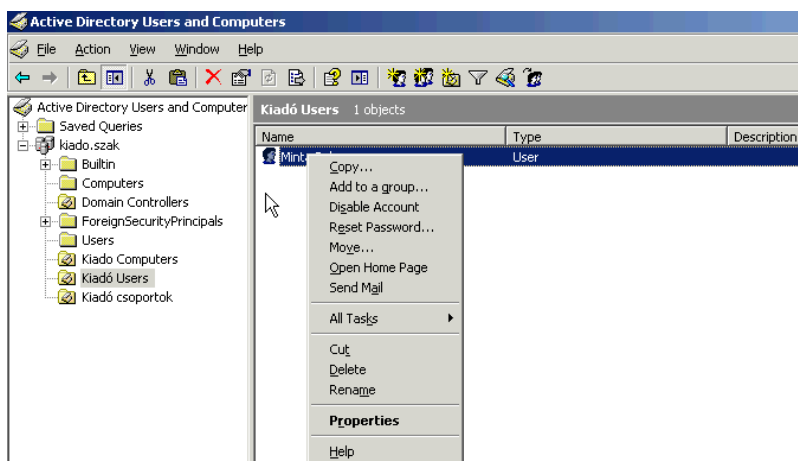 Active Directory Users and Computers
File Action View Window Help
Active Directory Users and Computer
Saved Queries
kiado.szak
Builtin
Computers
Domain Controllers
ForeignSecurityPrincipals
Users
Kiado Computers
Kiadó Users
Kiadó csoportok
Kiadó Users 1 objects
Name Type Description
User
Copy...
Add to a group...
Disable Account
Reset Password...
Move...
Open Home Page
Send Mail
All Tasks
Cut
Delete
Rename
Properties
Help